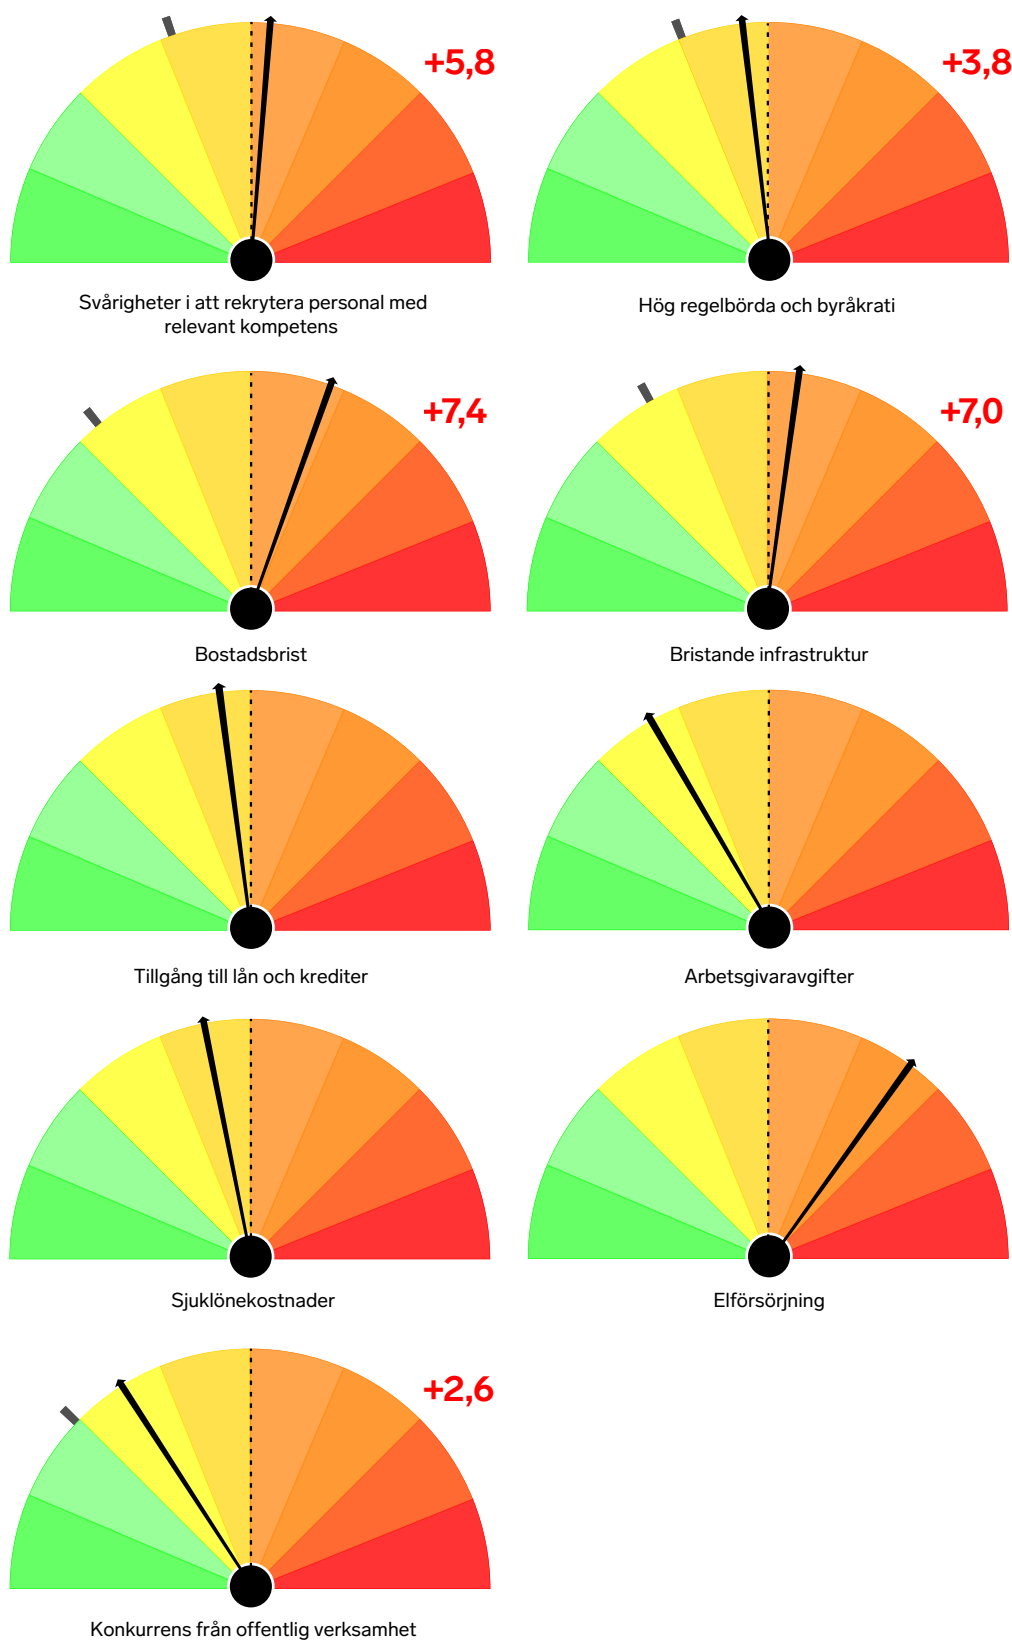 +5,8
+3,8
Svårigheter i att rekrytera personal med
relevant kompetens
Hög regelbörda och byråkrati
+7,4
+7,0
Bostadsbrist
Bristande infrastruktur
Tillgång till lån och krediter
Arbetsgivaravgifter
Sjuklönekostnader
Elförsörjning
+2,6
Konkurrens från offentlig verksamhet